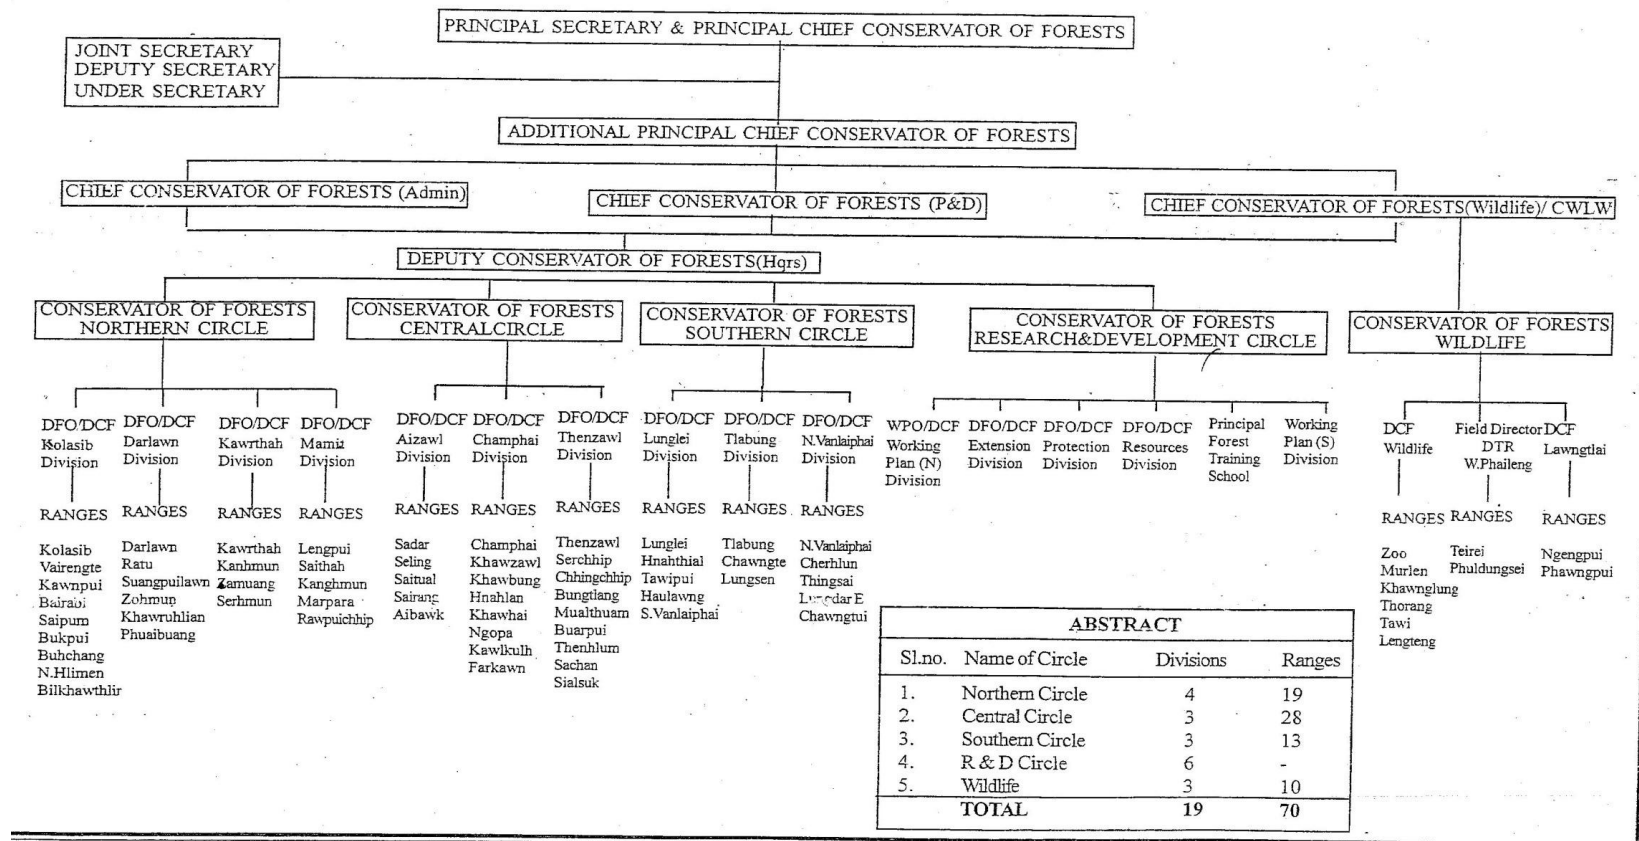 PRINCIPAL SECRETARY & PRINCIPAL CHIEF CONSERVATOR OF FORESTS
JOINT SECRETARY
DEPUTY SECRETARY
UNDER SECRETARY
ADDITIONAL PRINCIPAL CHIEF CONSERVATOR OF FORESTS
CHIEF CONSERVATOR OF FORESTS (Admin)
CHIEF CONSERVATOR OF FORESTS (P&D)
CHIEF CONSERVATOR OF FORESTS(Wildlife)/ CWLW
DEPUTY CONSERVATOR OF FORESTS(Hqrs)
CONSERVATOR OF FORESTS
NORTHERN CIRCLE
CONSERVATOR OF FORESTS
CENTRALCIRCLE
CONSERVATOR OF FORESTS
SOUTHERN CIRCLE
CONSERVATOR OF FORESTS
RESEARCH&DEVELOPMENT CIRCLE
CONSERVATOR OF FORESTS
WILDLIFE
DFO/DCF
Kolasib
Division
RANGES
Kolasib
Vairengte
Kawnpui
Bairabi
Saipum
Bukpui
Buhchang
N.Hlimen
Bilkhawthlir
DFO/DCF
Darlawn
Division
RANGES
Darlawn
Ratu
Suangpuilawn
Zohmun
Khawruhlian
Phuaibuang
DFO/DCF
Kawrthah
Division
RANGES
Kawrthah
Kanhmun
Zamuang
Serhmun
DFO/DCF
Mamit
Division
RANGES
Lengpui
Saithah
Kanghmun
Marpara
Rawpuichhip
DFO/DCF
Aizawl
Division
RANGES
Sadar
Seling
Saitual
Sairang
Aibawk
DFO/DCF
Champhai
Division
RANGES
Champhai
Khawzawl
Khawbung
Hnahlan
Khawhai
Ngopa
Kawlkulh
Farkawn
DFO/DCF
Thenzawl
Division
RANGES
Thenzawl
Serchhip
Chhingchhip
Bungtlang
Mualthuam
Buarpui
Thenhlum
Sachan
Sialsuk
DFO/DCF
Lunglei
Division
RANGES
Lunglei
Hnahthial
Tawipui
Haulawng
S.Vanlaiphai
DFO/DCF
Tlabung
Division
RANGES
Tlabung
Chawngte
Lungsen
DFO/DCF
N.Vanlaiphai
Division
RANGES
N.Vanlaiphai
Cherhlun
Thingsai
Lungdar E
Chawngtui
WPO/DCF
Working
Plan (N)
Division
DFO/DCF
Extension
Division
DFO/DCF
Protection
Division
DFO/DCF
Resources
Division
Principal
Forest
Training
School
Working
Plan (S)
Division
DCF
Wildlife
RANGES
Zoo
Murlen
Khawnglung
Thorang
Tawi
Lengteng
Field Director
DTR
W.Phaileng
RANGES
Teirei
Phuldungsei
DCF
Lawngtlai
RANGES
Ngengpui
Phawngpui
ABSTRACT
Sl.no. Name of Circle Divisions Ranges
1. Northern Circle 4 19
2. Central Circle 3 28
3. Southern Circle 3 13
4. R & D Circle 6 -
5. Wildlife 3 10
TOTAL 19 70